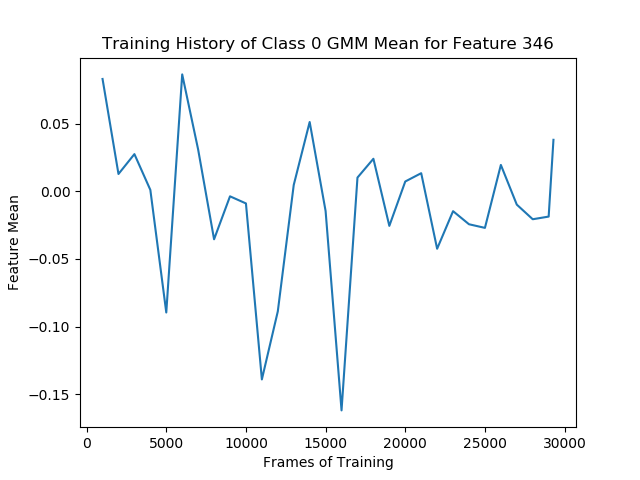 Training History of Class 0 GMM Mean for Feature 346
0.05
0.00
−0.05
−0.10
−0.15
Feature Mean
0 5000 10000 15000 20000 25000 30000
Frames of Training